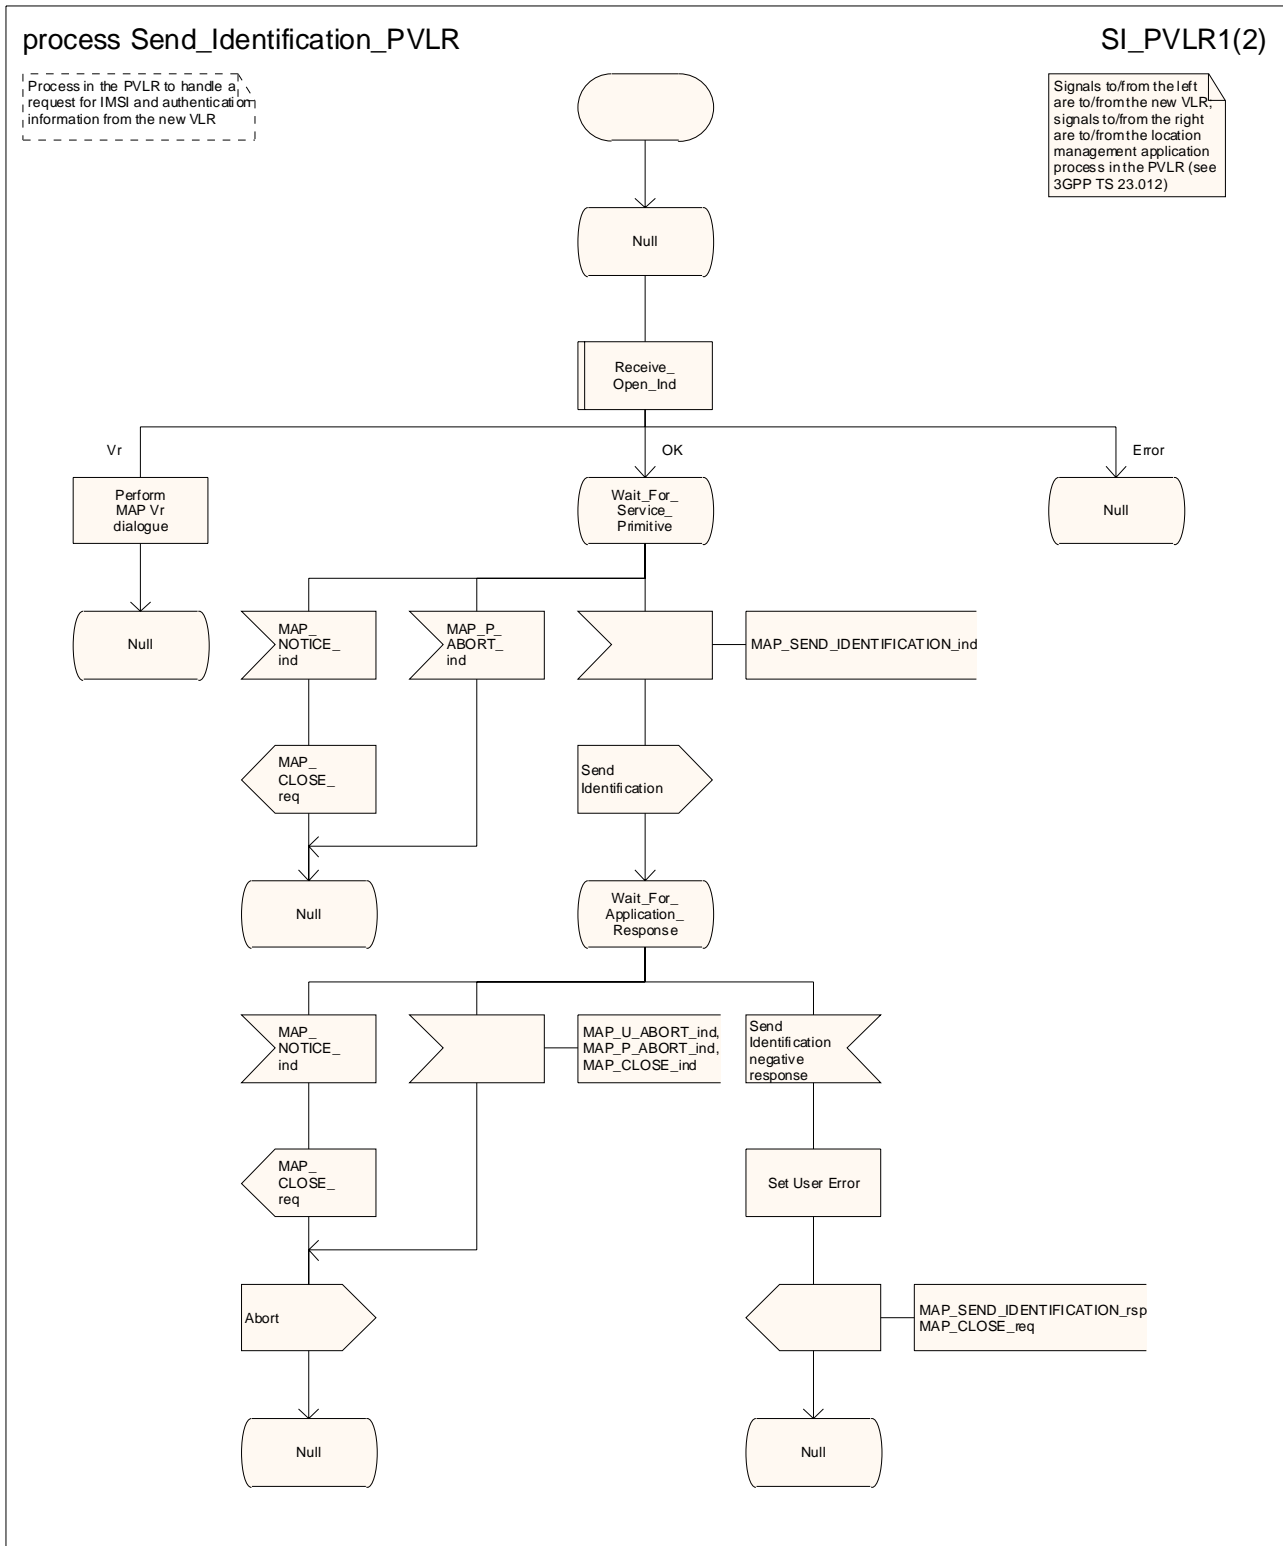 process Send_Identification_PVLR
SI_PVLR1(2)
Process in the PVLR to handle a
request for IMSI and authentication
information from the new VLR
Signals to/from the left
are to/from the new VLR;
signals to/from the right
are to/from the location
management application
process in the PVLR (see
3GPP TS 23.012)
Null
Receive_
Open_Ind
Vr
OK
Error
Perform
MAP Vr
dialogue
Wait_For_
Service_
Primitive
Null
Null
MAP_
NOTICE_
ind
MAP_P_
ABORT_
ind
MAP_SEND_IDENTIFICATION_ind
MAP_
CLOSE_
req
Send
Identification
Null
Wait_For_
Application_
Response
MAP_
NOTICE_
ind
MAP_U_ABORT_ind,
MAP_P_ABORT_ind,
MAP_CLOSE_ind
Send
Identification
negative
response
MAP_
CLOSE_
req
Set User Error
Abort
MAP_SEND_IDENTIFICATION_rsp
MAP_CLOSE_req
Null
Null